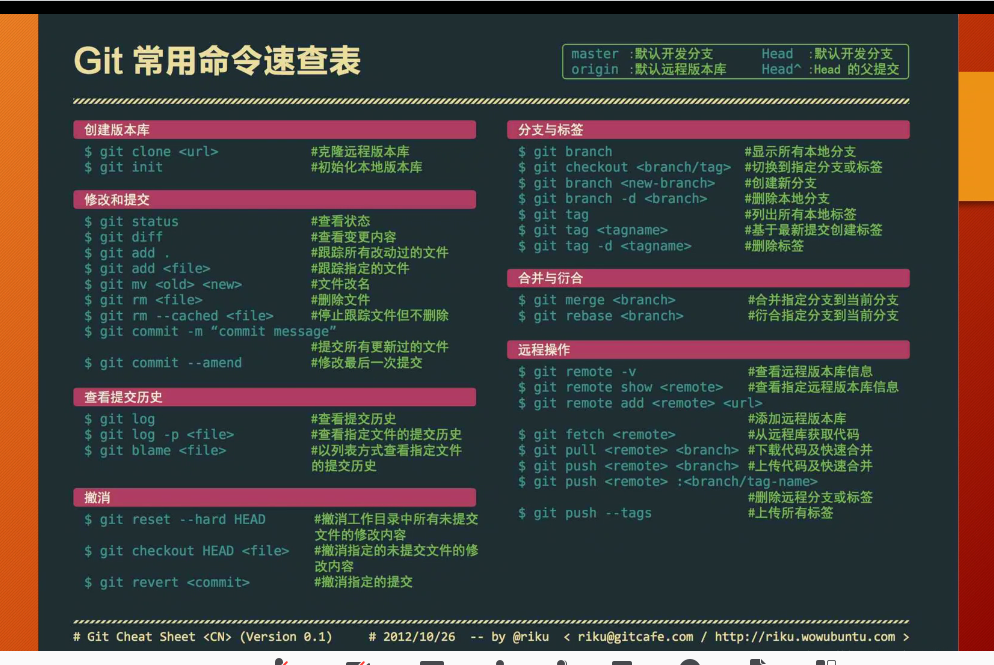 Git 常用命令速查表
master :默认开发分支 Head :默认开发分支
origin :默认远程版本库 Head^ :Head 的父提交
创建版本库
$ git clone <url> #克隆远程版本库
$ git init #初始化本地版本库
修改和提交
$ git status #查看状态
$ git diff #查看变更内容
$ git add . #跟踪所有改动过的文件
$ git add <file> #跟踪指定的文件
$ git mv <old> <new> #文件改名
$ git rm <file> #删除文件
$ git rm --cached <file> #停止跟踪文件但不删除
$ git commit -m “commit message”
#提交所有更新过的文件
$ git commit --amend #修改最后一次提交
查看提交历史
$ git log #查看提交历史
$ git log -p <file> #查看指定文件的提交历史
$ git blame <file> #以列表方式查看指定文件
的提交历史
撤消
$ git reset --hard HEAD #撤消工作目录中所有未提交
文件的修改内容
$ git checkout HEAD <file> #撤消指定的未提交文件的修
改内容
$ git revert <commit> #撤消指定的提交
分支与标签
$ git branch #显示所有本地分支
$ git checkout <branch/tag> #切换到指定分支或标签
$ git branch <new-branch> #创建新分支
$ git branch -d <branch> #删除本地分支
$ git tag #列出所有本地标签
$ git tag <tagname> #基于最新提交创建标签
$ git tag -d <tagname> #删除标签
合并与衍合
$ git merge <branch> #合并指定分支到当前分支
$ git rebase <branch> #衍合指定分支到当前分支
远程操作
$ git remote -v #查看远程版本库信息
$ git remote show <remote> #查看指定远程版本库信息
$ git remote add <remote> <url>
#添加远程版本库
$ git fetch <remote> #从远程库获取代码
$ git pull <remote> <branch> #下载代码及快速合并
$ git push <remote> <branch> #上传代码及快速合并
$ git push <remote> :<branch/tag-name>
#删除远程分支或标签
$ git push --tags #上传所有标签
# Git Cheat Sheet <CN> (Version 0.1) # 2012/10/26 -- by @riku < riku@gitcafe.com / http://riku.wowubuntu.com >